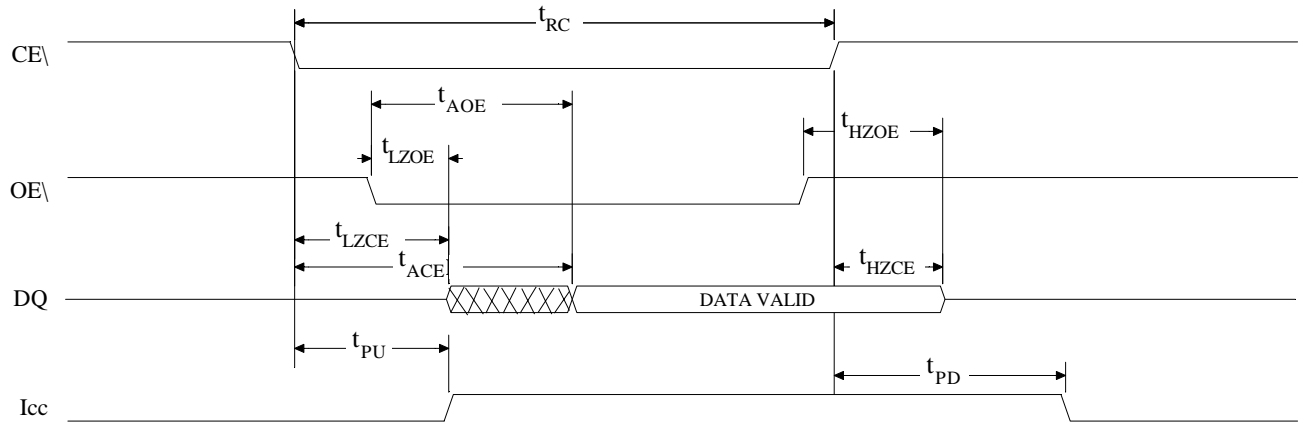 tRC
CE\
tAOE
tHZOE
tLZOE
OE\
tLZCE
tACE
tHZCE
DQ
DATA VALID
tPU
tPD
Icc